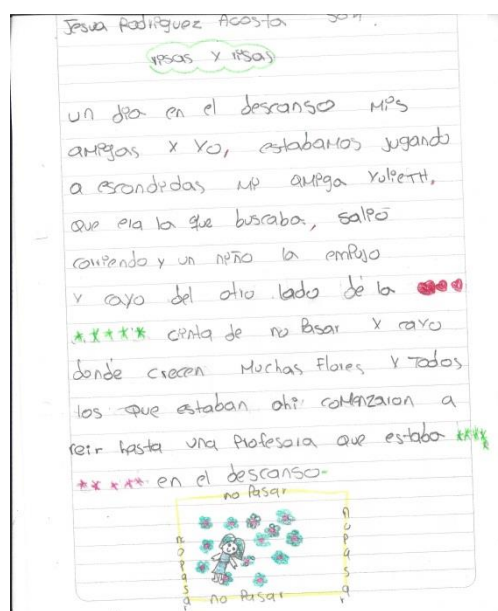 Jesua Rodriguez Acosta
risas y risas
un dia en el descanso Mis
amigas y yo, estabamos jugando
a escondidas mi amiga Yulieth,
que era la que buscaba, salio
corriendo y un niño la empujo
y cayo del otro lado de la
cinta de no Pasar y cayo
donde crecen Muchas Flores y Todos
los que estaban ahi comenzaron a
reir hasta una Profesora que estaba
en el descanso.
no Pasar
no pasar
no pasar
no Pasar